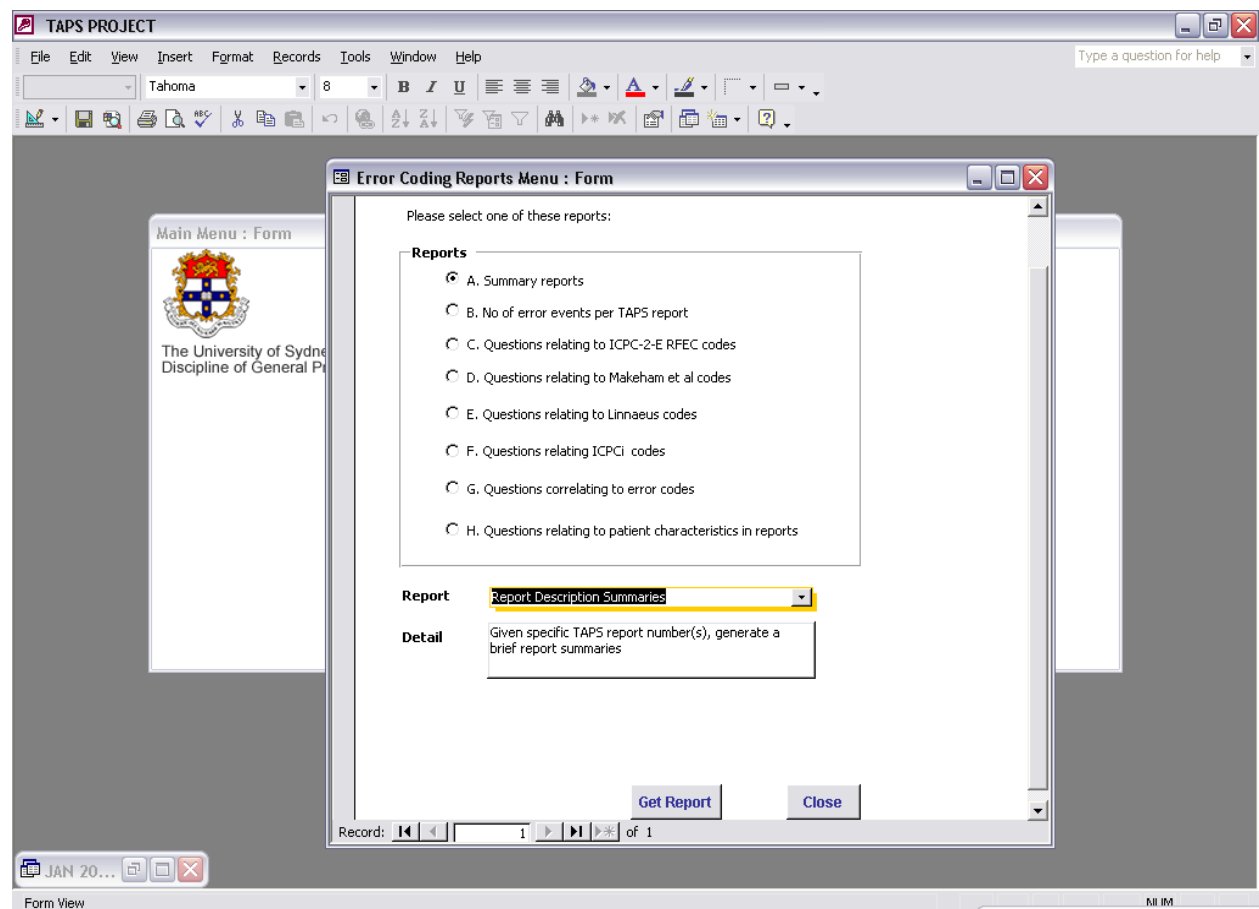 TAPS PROJECT
File Edit View Insert Format Records Tools Window Help Type a question for help
Tahoma 8 B I U A
ABC A Z Z A
Error Coding Reports Menu : Form
Please select one of these reports:
Main Menu : Form
Reports
A. Summary reports
B. No of error events per TAPS report
The University of Sydne
C. Questions relating to ICPC-2-E RFEC codes
Discipline of General P
D. Questions relating to Makeham et al codes
E. Questions relating to Linnaeus codes
F. Questions relating ICPCi codes
G. Questions correlating to error codes
H. Questions relating to patient characteristics in reports
Report Report Description Summaries
Detail Given specific TAPS report number(s), generate a
brief report summaries
Get Report Close
Record: 1 of 1
JAN 20...
Form View NUM